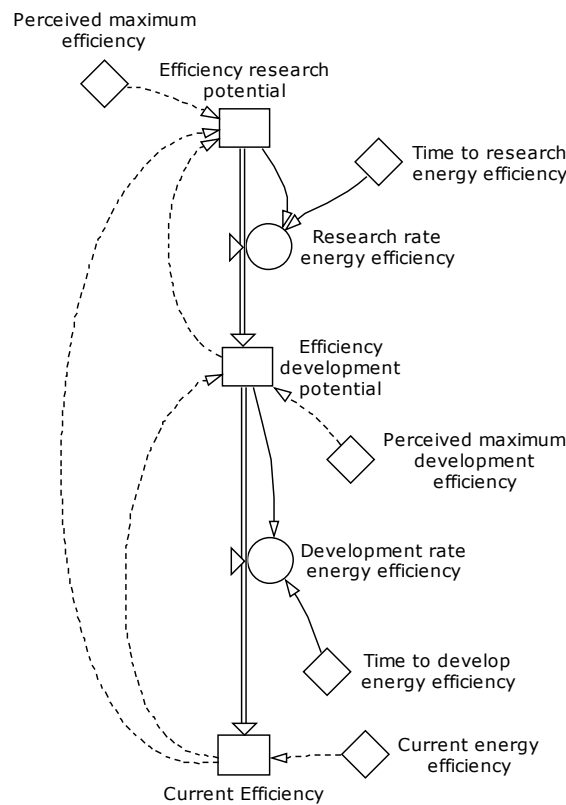 Perceived maximum
efficiency
Efficiency research
potential
Time to research
energy efficiency
Research rate
energy efficiency
Efficiency
development
potential
Perceived maximum
development
efficiency
Development rate
energy efficiency
Time to develop
energy efficiency
Current energy
efficiency
Current Efficiency